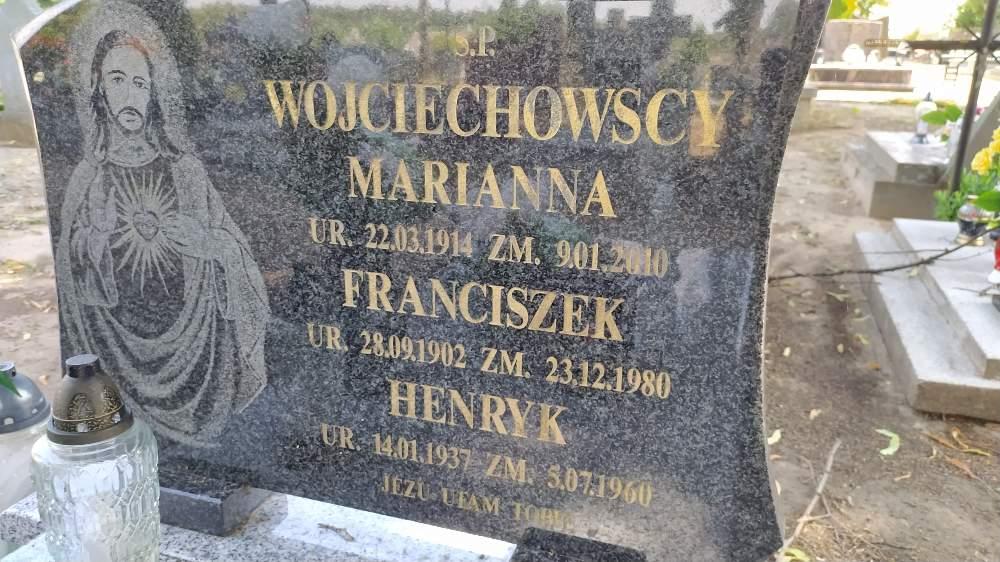 Ś.P.
WOJCIECHOWSCY
MARIANNA
UR. 22.03.1914 ZM. 9.01.2010
FRANCISZEK
UR. 28.09.1902 ZM. 23.12.1980
HENRYK
UR. 14.01.1937 ZM. 5.07.1960
JEZU UFAM TOBIE